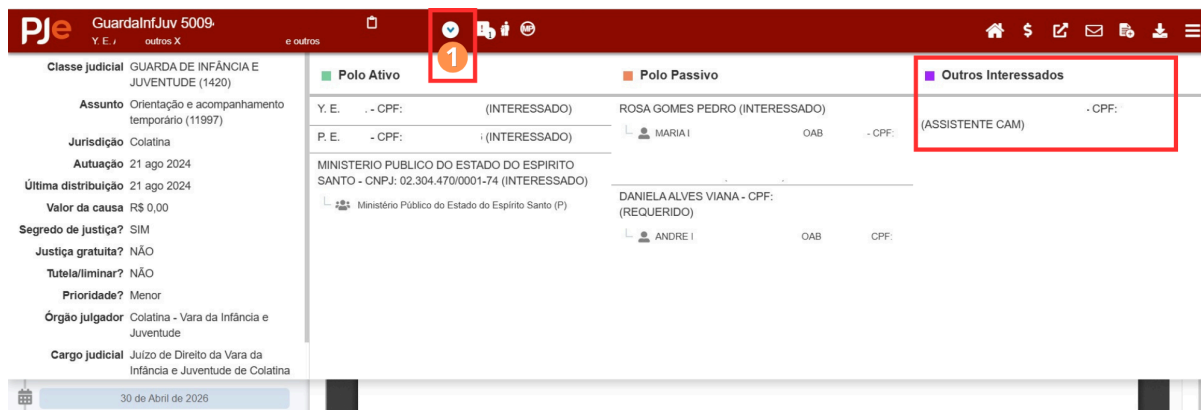 PJe
GuardaInfJuv 5009
Y. E. outros X e outros
1
MP
1
Classe judicial GUARDA DE INFÂNCIA E
JUVENTUDE (1420)
Assunto Orientação e acompanhamento
temporário (11997)
Jurisdição Colatina
Autuação 21 ago 2024
Última distribuição 21 ago 2024
Valor da causa R$ 0,00
Segredo de justiça? SIM
Justiça gratuita? NÃO
Tutela/liminar? NÃO
Prioridade? Menor
Órgão julgador Colatina - Vara da Infância e
Juventude
Cargo judicial Juízo de Direito da Vara da
Infância e Juventude de Colatina
30 de Abril de 2026
Polo Ativo
Y. E. . - CPF: (INTERESSADO)
P. E. - CPF: (INTERESSADO)
MINISTERIO PUBLICO DO ESTADO DO ESPIRITO
SANTO - CNPJ: 02.304.470/0001-74 (INTERESSADO)
Ministério Público do Estado do Espírito Santo (P)
Polo Passivo
ROSA GOMES PEDRO (INTERESSADO)
MARIA OAB - CPF:
DANIELA ALVES VIANA - CPF:
(REQUERIDO)
ANDRE OAB CPF:
Outros Interessados
- CPF:
(ASSISTENTE CAM)